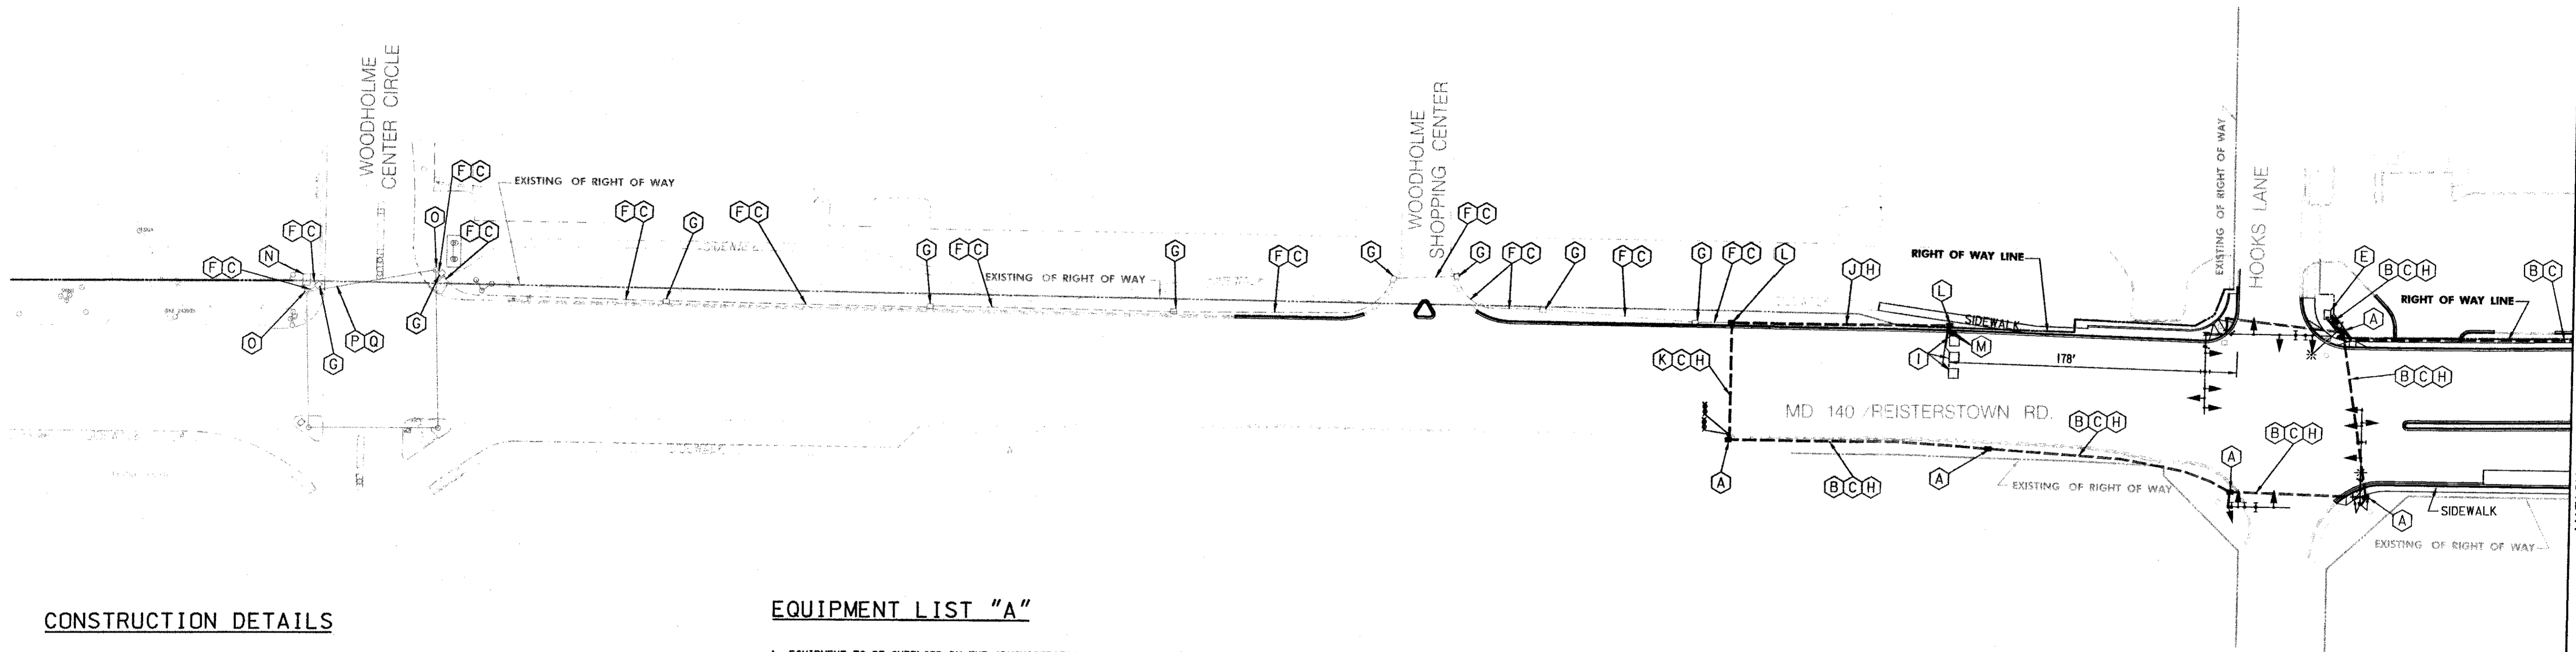 WOODHOLME
CENTER CIRCLE
WOODHOLME
SHOPPING CENTER
EXISTING OF RIGHT OF WAY
HOOKS LANE
F C
EXISTING OF RIGHT OF WAY
O
F C
N
F C
F C
F C
G
F C
G
F C
G
F C
G
F C
G
F C
G
F C
G
F C
L
J H
RIGHT OF WAY LINE
E
B C H
B C
RIGHT OF WAY LINE
EXISTING OF RIGHT OF WAY
SIDEWALK
L
A
O
G
P Q
G
K C H
I
M
178'
B C H
MD 140 / REISTERSTOWN RD.
B C H
B C H
A
A
B C H
A
EXISTING OF RIGHT OF WAY
A
SIDEWALK
EXISTING OF RIGHT OF WAY
CONSTRUCTION DETAILS
EQUIPMENT LIST "A"